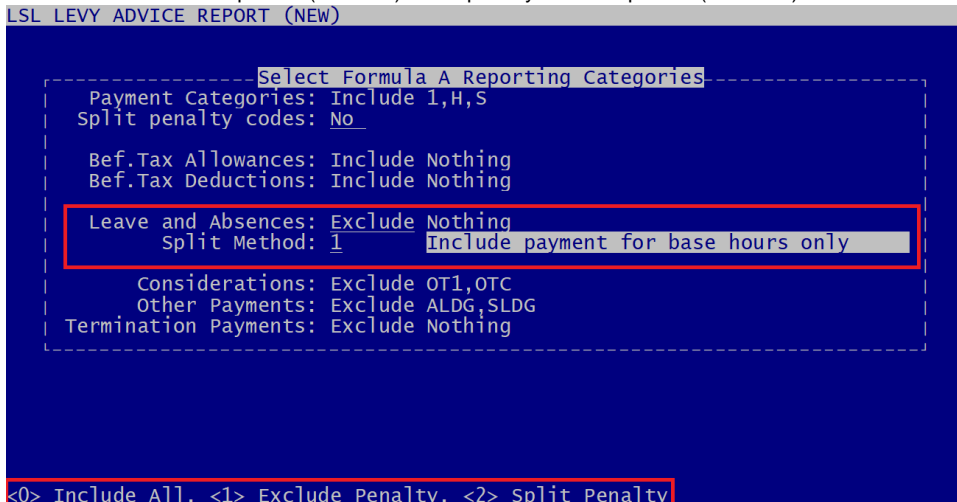 LSL LEVY ADVICE REPORT (NEW)
Select Formula A Reporting Categories
Payment Categories: Include 1,H,S
Split penalty codes: No
Bef.Tax Allowances: Include Nothing
Bef.Tax Deductions: Include Nothing
Leave and Absences: Exclude Nothing
Split Method: 1 Include payment for base hours only
Considerations: Exclude OT1,OTC
Other Payments: Exclude ALDG,SLDG
Termination Payments: Exclude Nothing
<0> Include All, <1> Exclude Penalty, <2> Split Penalty